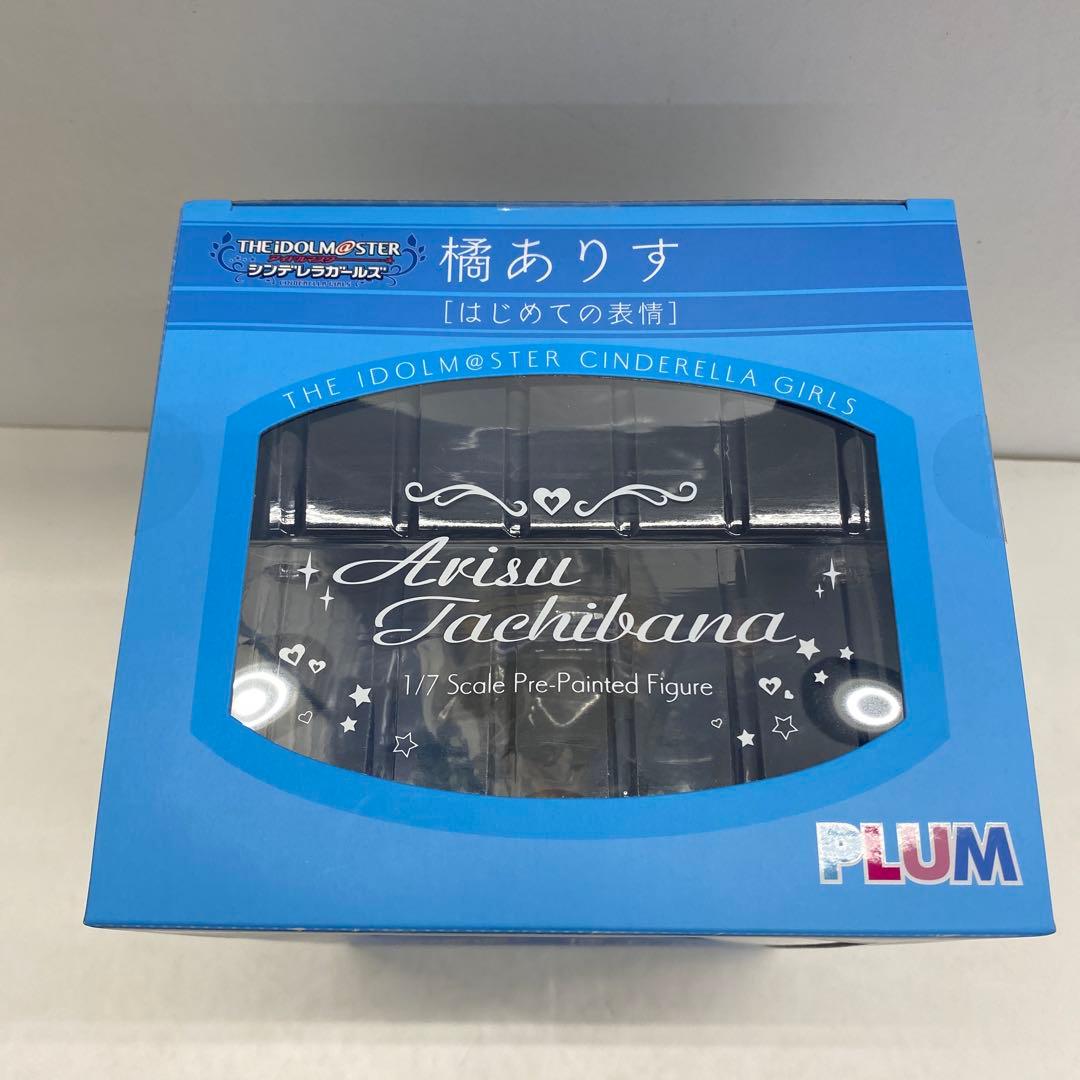 THE iDOLM@STER
アイドルマスター
シンデレラガールズ
CINDERELLA GIRLS
橘ありす
[はじめての表情]
THE IDOLM@STER CINDERELLA GIRLS
Arisu
Tachibana
1/7 Scale Pre-Painted Figure
PLUM